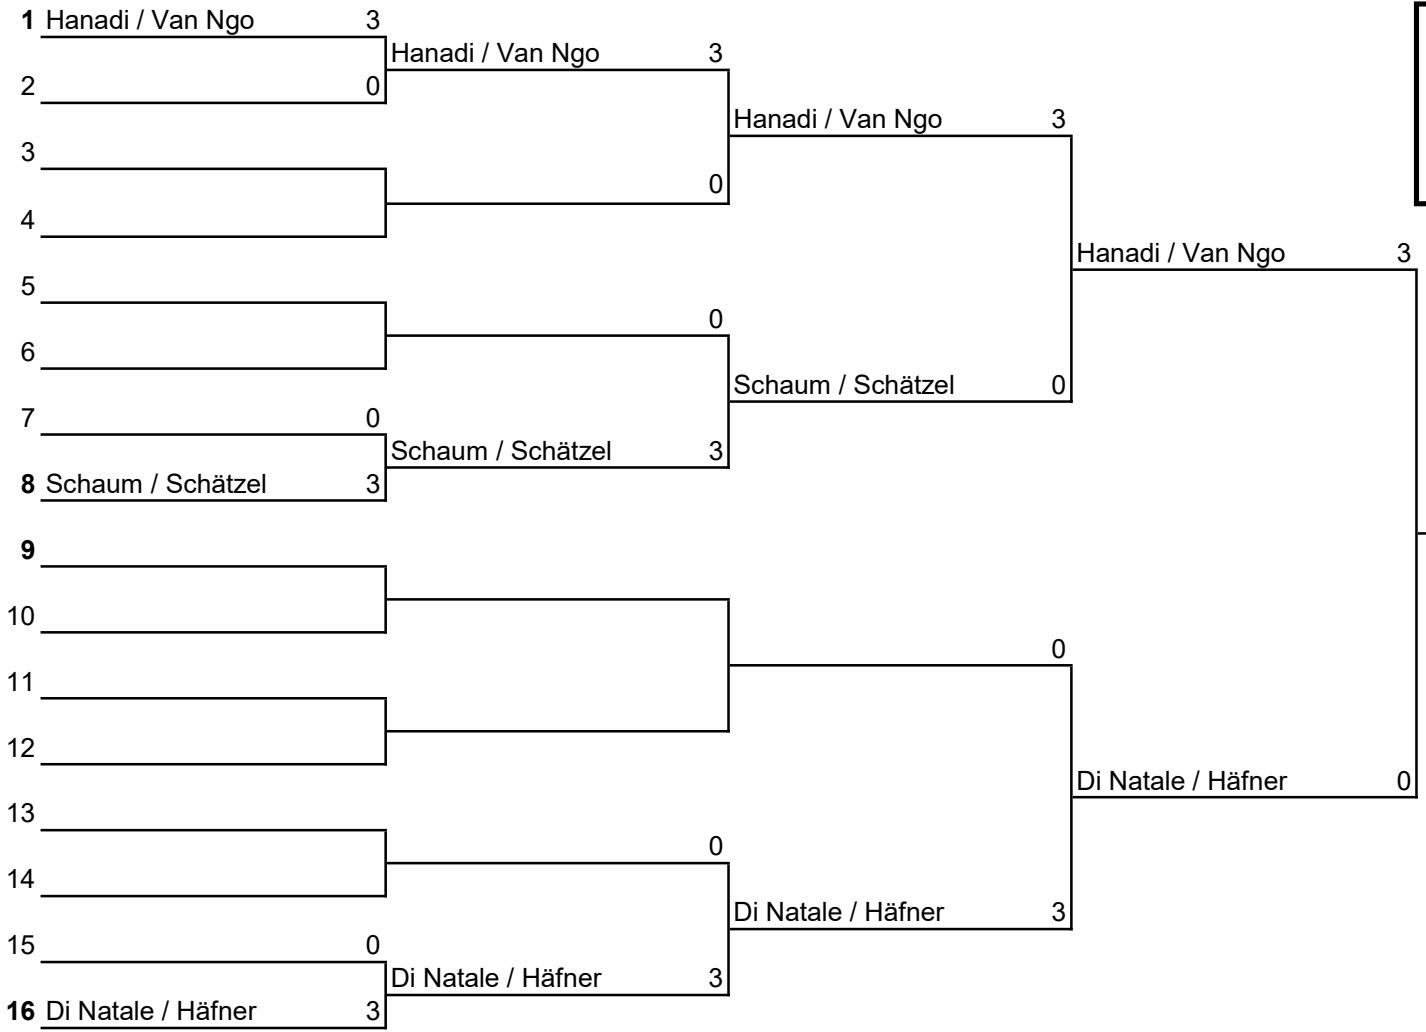 1 Hanadi / Van Ngo 3
Hanadi / Van Ngo 3
2 0
Hanadi / Van Ngo 3
3
0
4
Hanadi / Van Ngo 3
5
0
6
Schaum / Schätzel 0
7 0
Schaum / Schätzel 3
8 Schaum / Schätzel 3
9
10
0
11
12
Di Natale / Häfner 0
13
0
14
Di Natale / Häfner 3
15 0
Di Natale / Häfner 3
16 Di Natale / Häfner 3